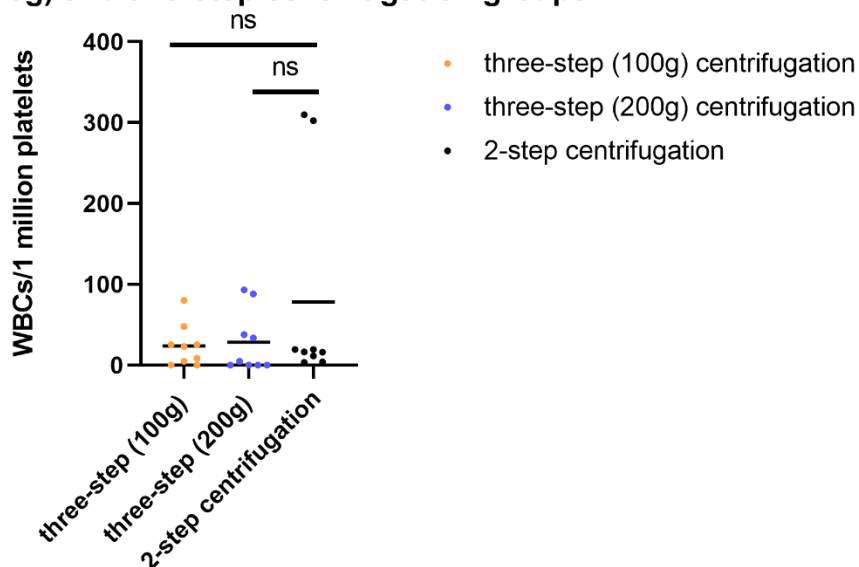 ns
ns
WBCs/1 million platelets
400
300
200
100
0
three-step (100g)
three-step (200g)
2-step centrifugation
three-step (100g) centrifugation
three-step (200g) centrifugation
2-step centrifugation